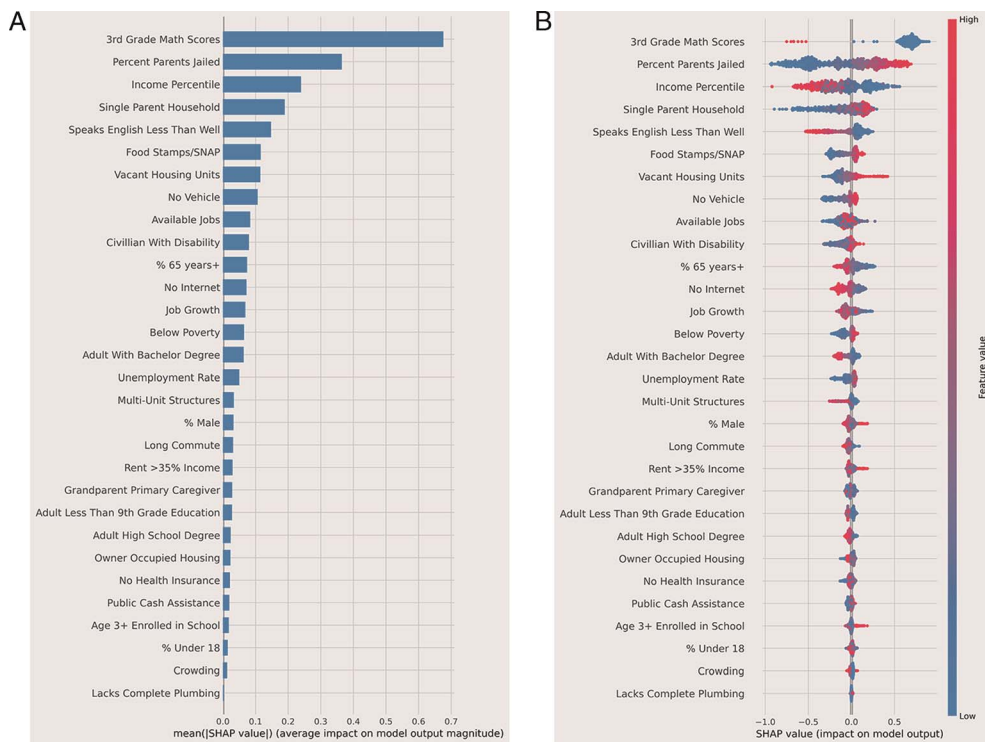 A
3rd Grade Math Scores
Percent Parents Jailed
Income Percentile
Single Parent Household
Speaks English Less Than Well
Food Stamps/SNAP
Vacant Housing Units
No Vehicle
Available Jobs
Civillian With Disability
% 65 years+
No Internet
Job Growth
Below Poverty
Adult With Bachelor Degree
Unemployment Rate
Multi-Unit Structures
% Male
Long Commute
Rent >35% Income
Grandparent Primary Caregiver
Adult Less Than 9th Grade Education
Adult High School Degree
Owner Occupied Housing
No Health Insurance
Public Cash Assistance
Age 3+ Enrolled in School
% Under 18
Crowding
Lacks Complete Plumbing
0.0 0.1 0.2 0.3 0.4 0.5 0.6 0.7
mean(|SHAP value|) (average impact on model output magnitude)
B
3rd Grade Math Scores
Percent Parents Jailed
Income Percentile
Single Parent Household
Speaks English Less Than Well
Food Stamps/SNAP
Vacant Housing Units
No Vehicle
Available Jobs
Civillian With Disability
% 65 years+
No Internet
Job Growth
Below Poverty
Adult With Bachelor Degree
Unemployment Rate
Multi-Unit Structures
% Male
Long Commute
Rent >35% Income
Grandparent Primary Caregiver
Adult Less Than 9th Grade Education
Adult High School Degree
Owner Occupied Housing
No Health Insurance
Public Cash Assistance
Age 3+ Enrolled in School
% Under 18
Crowding
Lacks Complete Plumbing
−1.0 −0.5 0.0 0.5
SHAP value (impact on model output)
High
Feature value
Low